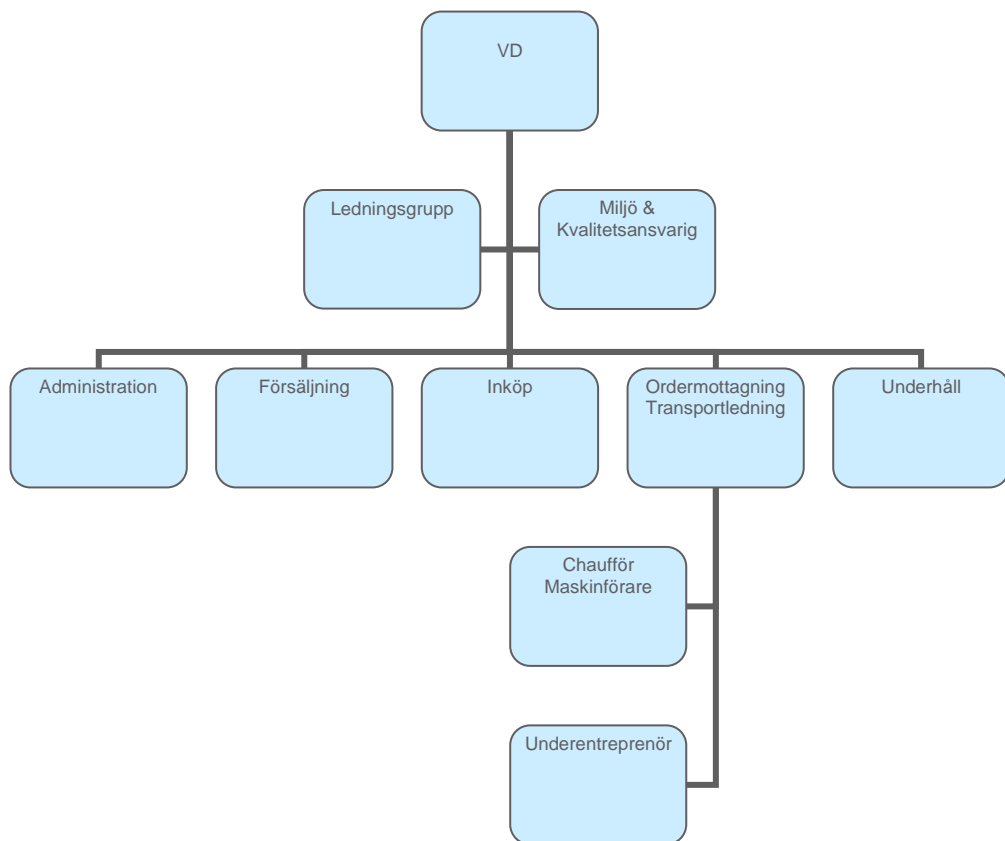 VD
Ledningsgrupp
Miljö &
Kvalitetsansvarig
Administration
Försäljning
Inköp
Ordermottagning
Transportledning
Underhåll
Chaufför
Maskinförare
Underentreprenör